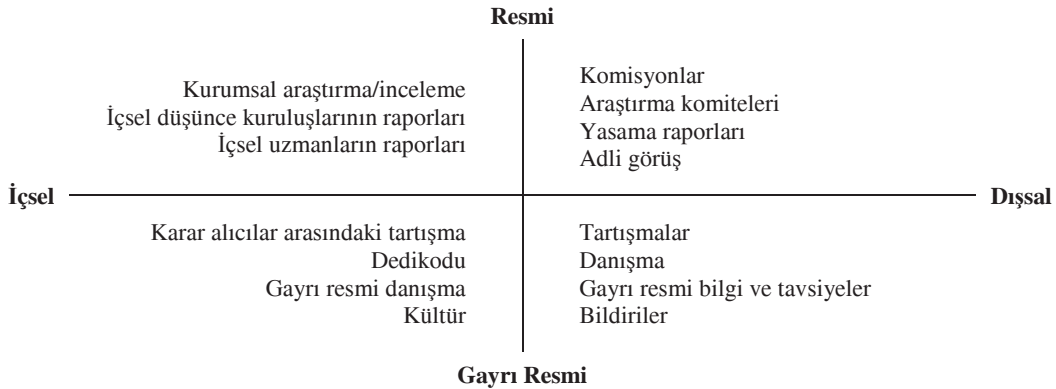 Resmi
Kurumsal araştırma/inceleme
İçsel düşünce kuruluşlarının raporları
İçsel uzmanların raporları
Komisyonlar
Araştırma komiteleri
Yasama raporları
Adli görüş
İçsel
Dışsal
Karar alıcılar arasındaki tartışma
Dedikodu
Gayrı resmi danışma
Kültür
Tartışmalar
Danışma
Gayrı resmi bilgi ve tavsiyeler
Bildiriler
Gayrı Resmi